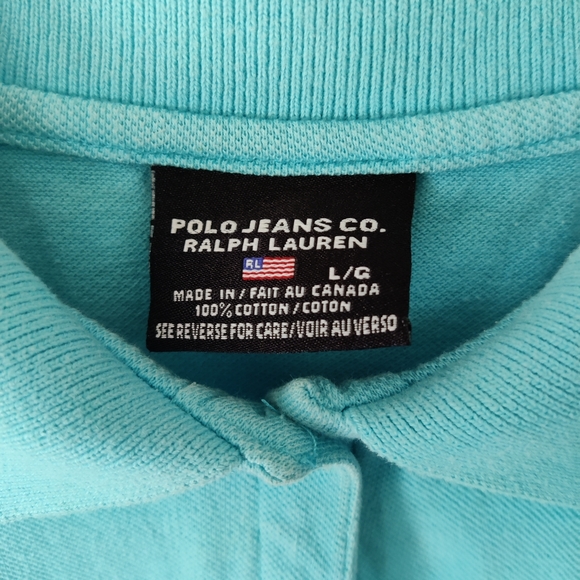 POLO JEANS CO.
RALPH LAUREN
RL
L/G
MADE IN/FAIT AU CANADA
100% COTTON/COTON
SEE REVERSE FOR CARE/VOIR AU VERSO